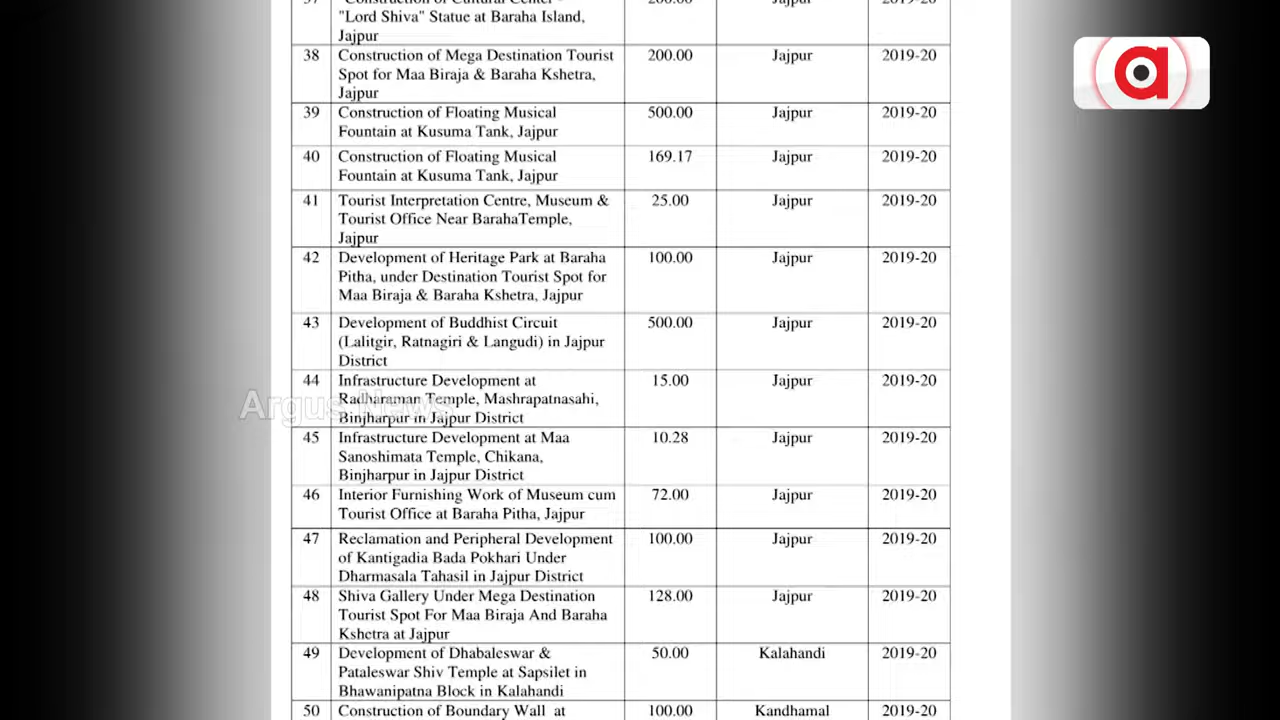 37 "Construction of Cultural Center - 200.00 Jajpur 2019-20
"Lord Shiva" Statue at Baraha Island,
Jajpur
38 Construction of Mega Destination Tourist 200.00 Jajpur 2019-20
Spot for Maa Biraja & Baraha Kshetra,
Jajpur
39 Construction of Floating Musical 500.00 Jajpur 2019-20
Fountain at Kusuma Tank, Jajpur
40 Construction of Floating Musical 169.17 Jajpur 2019-20
Fountain at Kusuma Tank, Jajpur
41 Tourist Interpretation Centre, Museum & 25.00 Jajpur 2019-20
Tourist Office Near BarahaTemple,
Jajpur
42 Development of Heritage Park at Baraha 100.00 Jajpur 2019-20
Pitha, under Destination Tourist Spot for
Maa Biraja & Baraha Kshetra, Jajpur
43 Development of Buddhist Circuit 500.00 Jajpur 2019-20
(Lalitgir, Ratnagiri & Langudi) in Jajpur
District
44 Infrastructure Development at 15.00 Jajpur 2019-20
Radharaman Temple, Mashrapatnasahi,
Binjharpur in Jajpur District
45 Infrastructure Development at Maa 10.28 Jajpur 2019-20
Sanoshimata Temple, Chikana,
Binjharpur in Jajpur District
46 Interior Furnishing Work of Museum cum 72.00 Jajpur 2019-20
Tourist Office at Baraha Pitha, Jajpur
47 Reclamation and Peripheral Development 100.00 Jajpur 2019-20
of Kantigadia Bada Pokhari Under
Dharmasala Tahasil in Jajpur District
48 Shiva Gallery Under Mega Destination 128.00 Jajpur 2019-20
Tourist Spot For Maa Biraja And Baraha
Kshetra at Jajpur
49 Development of Dhabaleswar & 50.00 Kalahandi 2019-20
Pataleswar Shiv Temple at Sapsilet in
Bhawanipatna Block in Kalahandi
50 Construction of Boundary Wall at 100.00 Kandhamal 2019-20
Argus News
a